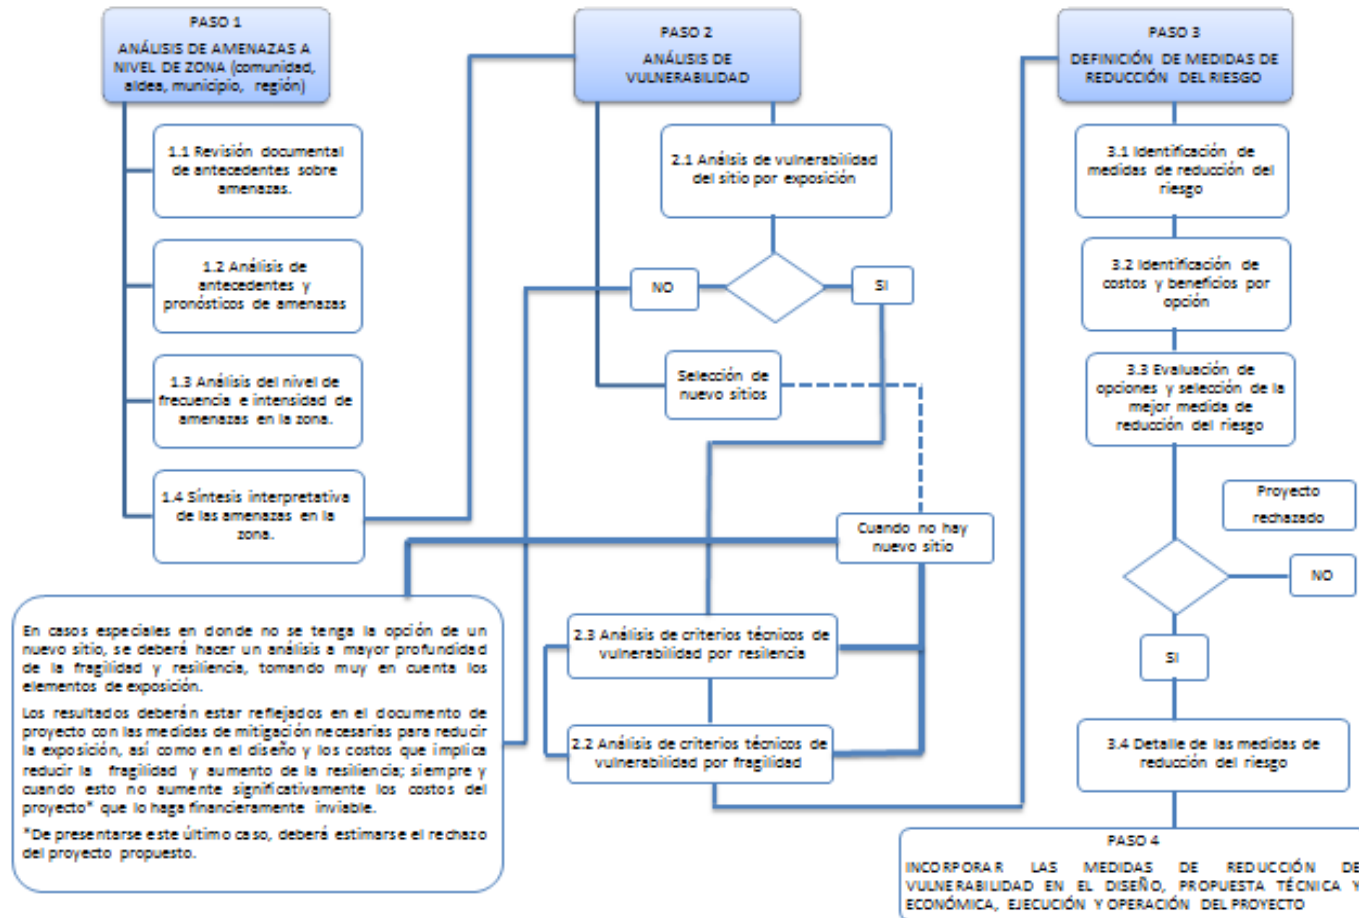 PASO 1
ANÁLISIS DE AMENAZAS A
NIVEL DE ZONA (comunidad,
aldea, municipio, región)
1.1 Revisión documental
de antecedentes sobre
amenazas.
1.2 Análisis de
antecedentes y
pronósticos de amenazas
1.3 Análisis del nivel de
frecuencia e intensidad de
amenazas en la zona.
1.4 Síntesis interpretativa
de las amenazas en la
zona.
En casos especiales en donde no se tenga la opción de un
nuevo sitio, se deberá hacer un análisis a mayor profundidad
de la fragilidad y resiliencia, tomando muy en cuenta los
elementos de exposición.
Los resultados deberán estar reflejados en el documento de
proyecto con las medidas de mitigación necesarias para reducir
la exposición, así como en el diseño y los costos que implica
reducir la fragilidad y aumento de la resiliencia; siempre y
cuando esto no aumente significativamente los costos del
proyecto* que lo haga financieramente inviable.
*De presentarse este último caso, deberá estimarse el rechazo
del proyecto propuesto.
PASO 2
ANÁLISIS DE
VULNERABILIDAD
2.1 Análisis de vulnerabilidad
del sitio por exposición
NO
SI
Selección de
nuevo sitios
Cuando no hay
nuevo sitio
2.3 Análisis de criterios técnicos de
vulnerabilidad por resilencia
2.2 Análisis de criterios técnicos de
vulnerabilidad por fragilidad
PASO 3
DEFINICIÓN DE MEDIDAS DE
REDUCCIÓN DEL RIESGO
3.1 Identificación de
medidas de reducción del
riesgo
3.2 Identificación de
costos y beneficios por
opción
3.3 Evaluación de
opciones y selección de la
mejor medida de
reducción del riesgo
Proyecto
rechazado
NO
SI
3.4 Detalle de las medidas de
reducción del riesgo
PASO 4
INCORPORAR LAS MEDIDAS DE REDUCCIÓN DE
VULNERABILIDAD EN EL DISEÑO, PROPUESTA TÉCNICA Y
ECONÓMICA, EJECUCIÓN Y OPERACIÓN DEL PROYECTO